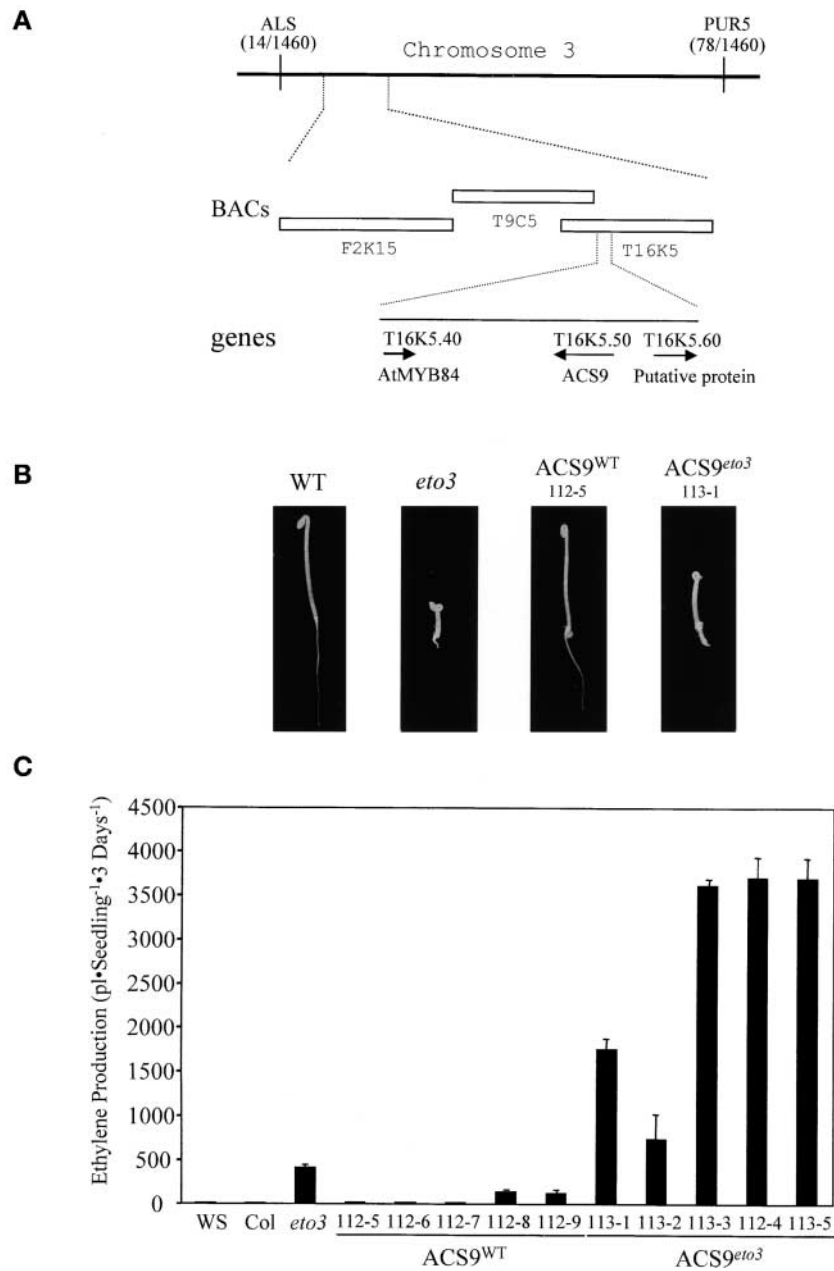 A
ALS
(14/1460)
Chromosome 3
PUR5
(78/1460)
BACs
T9C5
F2K15
T16K5
genes
T16K5.40
T16K5.50
T16K5.60
AtMYB84
ACS9
Putative protein
B
WT
eto3
ACS9WT
112-5
ACS9eto3
113-1
C
Ethylene Production (pl•Seedling-1•3 Days-1)
4500
4000
3500
3000
2500
2000
1500
1000
500
0
WS Col eto3 112-5 112-6 112-7 112-8 112-9 113-1 113-2 113-3 112-4 113-5
ACS9WT
ACS9eto3